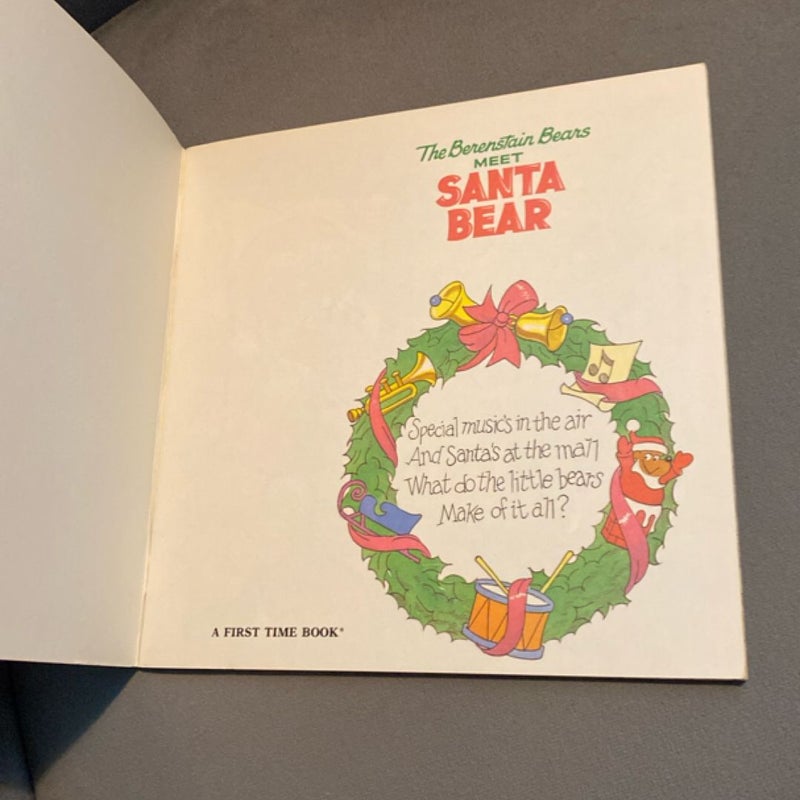 The Berenstain Bears
MEET
SANTA
BEAR
Special music's in the air
And Santa's at the mall
What do the little bears
Make of it all?
A FIRST TIME BOOK®